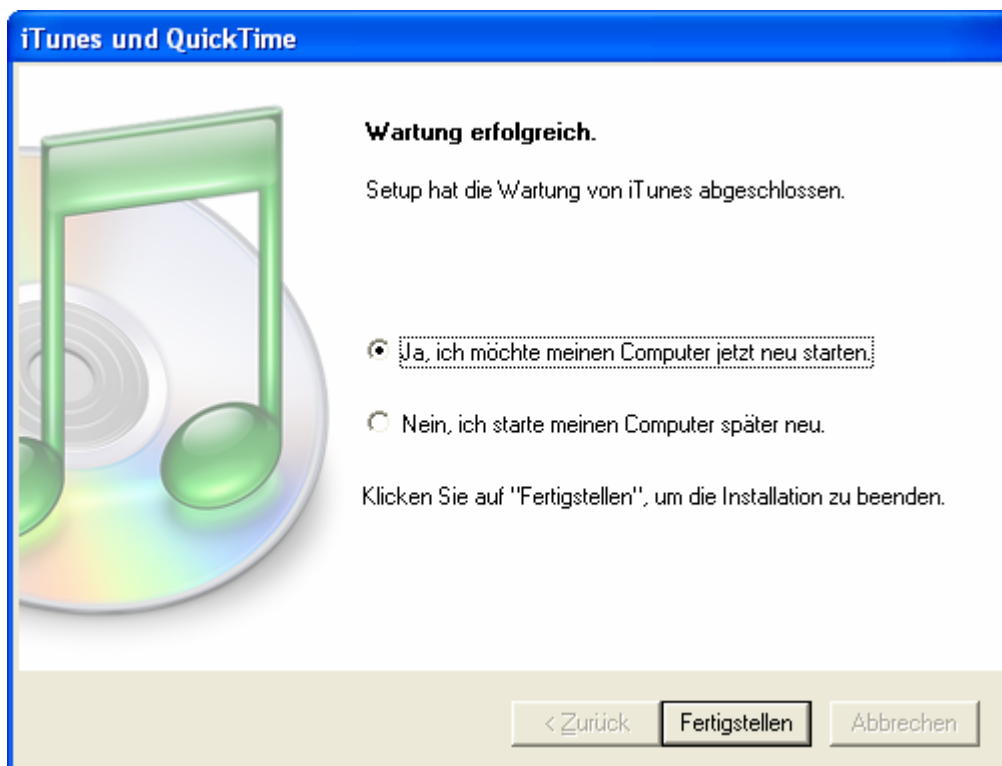 iTunes und QuickTime
Wartung erfolgreich.
Setup hat die Wartung von iTunes abgeschlossen.
Ja, ich möchte meinen Computer jetzt neu starten.
Nein, ich starte meinen Computer später neu.
Klicken Sie auf "Fertigstellen", um die Installation zu beenden.
< Zurück Fertigstellen Abbrechen